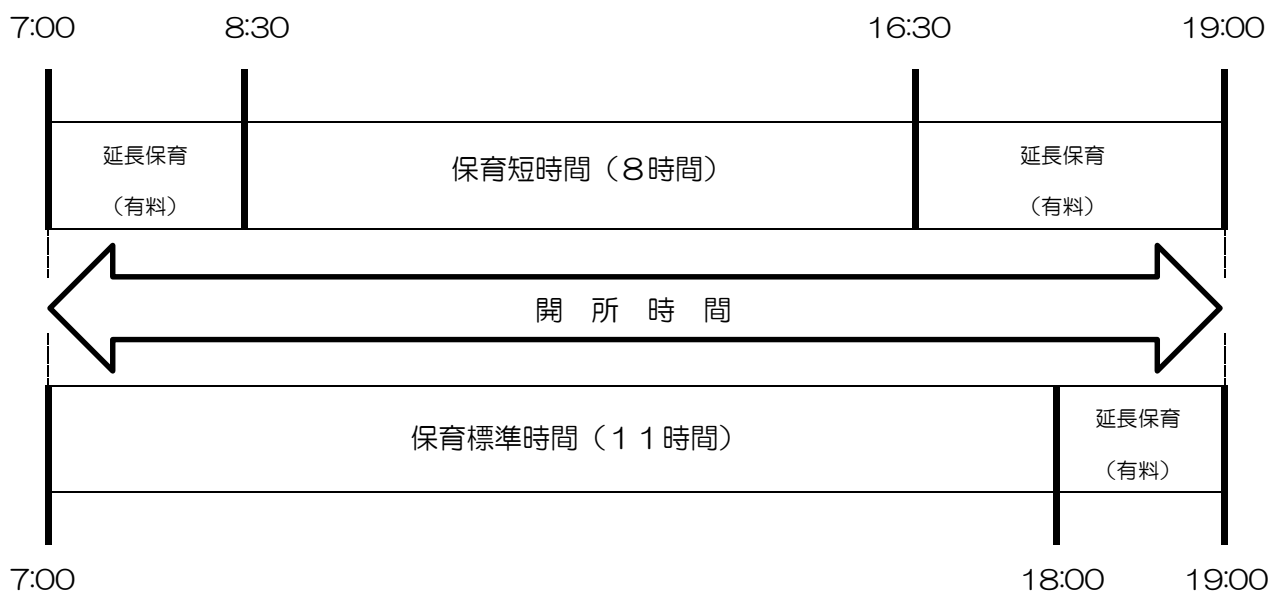 7:00 8:30 16:30 19:00
延長保育
（有料）
保育短時間（８時間）
延長保育
（有料）
開 所 時 間
保育標準時間（１１時間）
延長保育
（有料）
7:00 18:00 19:00